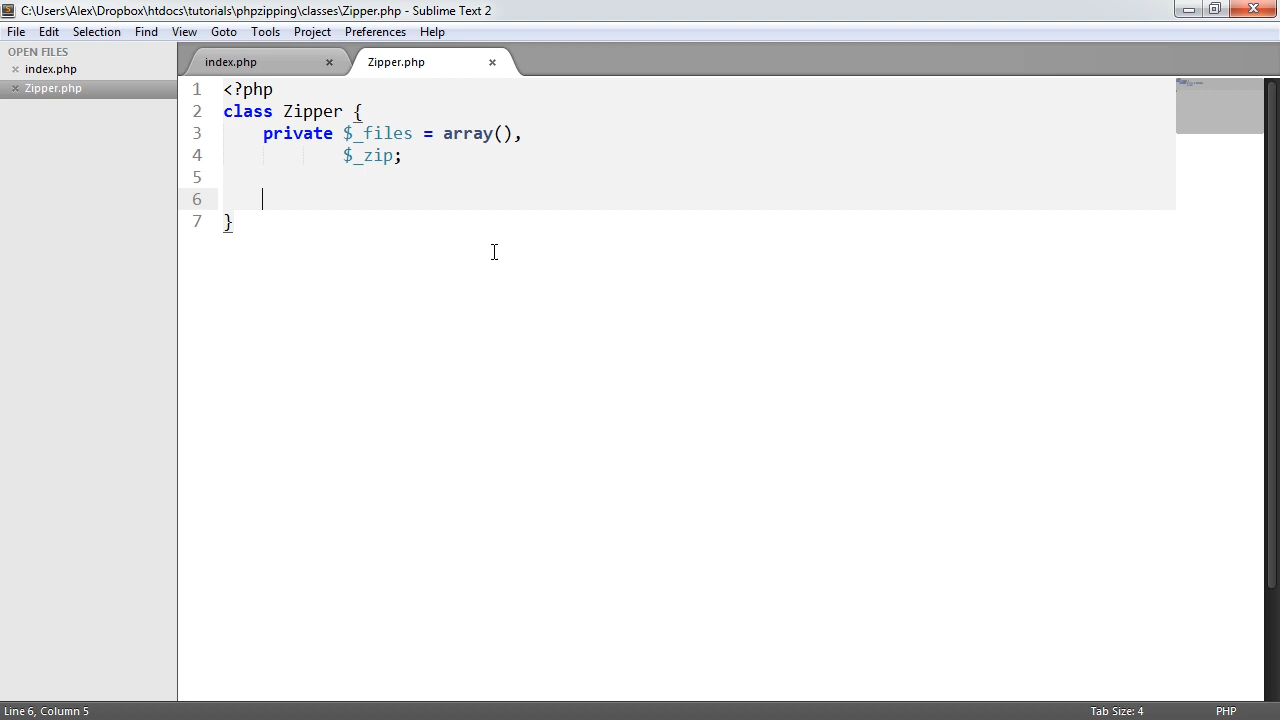 C:\Users\Alex\Dropbox\htdocs\tutorials\phpzipping\classes\Zipper.php - Sublime Text 2
File Edit Selection Find View Goto Tools Project Preferences Help
OPEN FILES
× index.php
× Zipper.php
index.php × Zipper.php ×
1 <?php
2 class Zipper {
3     private $_files = array(),
4             $_zip;
5
6
7 }
Line 6, Column 5 Tab Size: 4 PHP